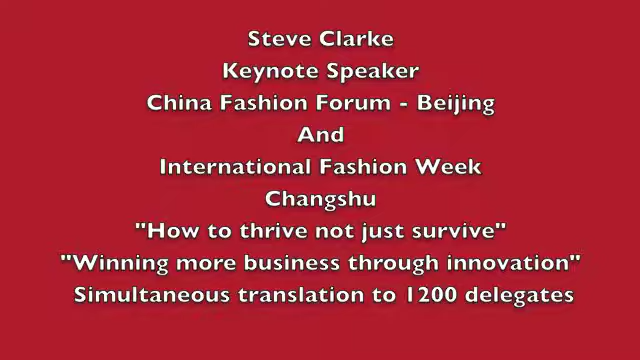 Steve Clarke
Keynote Speaker
China Fashion Forum - Beijing
And
International Fashion Week
Changshu
"How to thrive not just survive"
"Winning more business through innovation"
Simultaneous translation to 1200 delegates